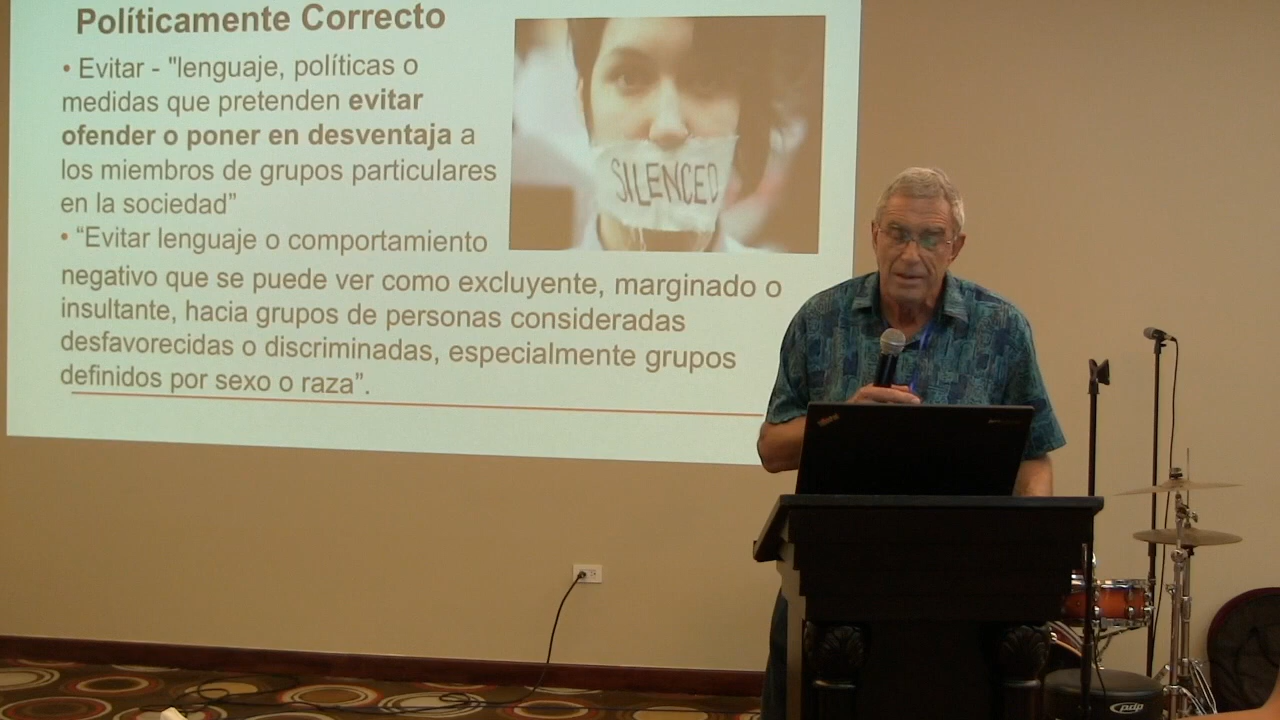 Políticamente Correcto
• Evitar - "lenguaje, políticas o
medidas que pretenden evitar
ofender o poner en desventaja a
los miembros de grupos particulares
en la sociedad”
• “Evitar lenguaje o comportamiento
negativo que se puede ver como excluyente, marginado o
insultante, hacia grupos de personas consideradas
desfavorecidas o discriminadas, especialmente grupos
definidos por sexo o raza”.
SILENCED
pdp